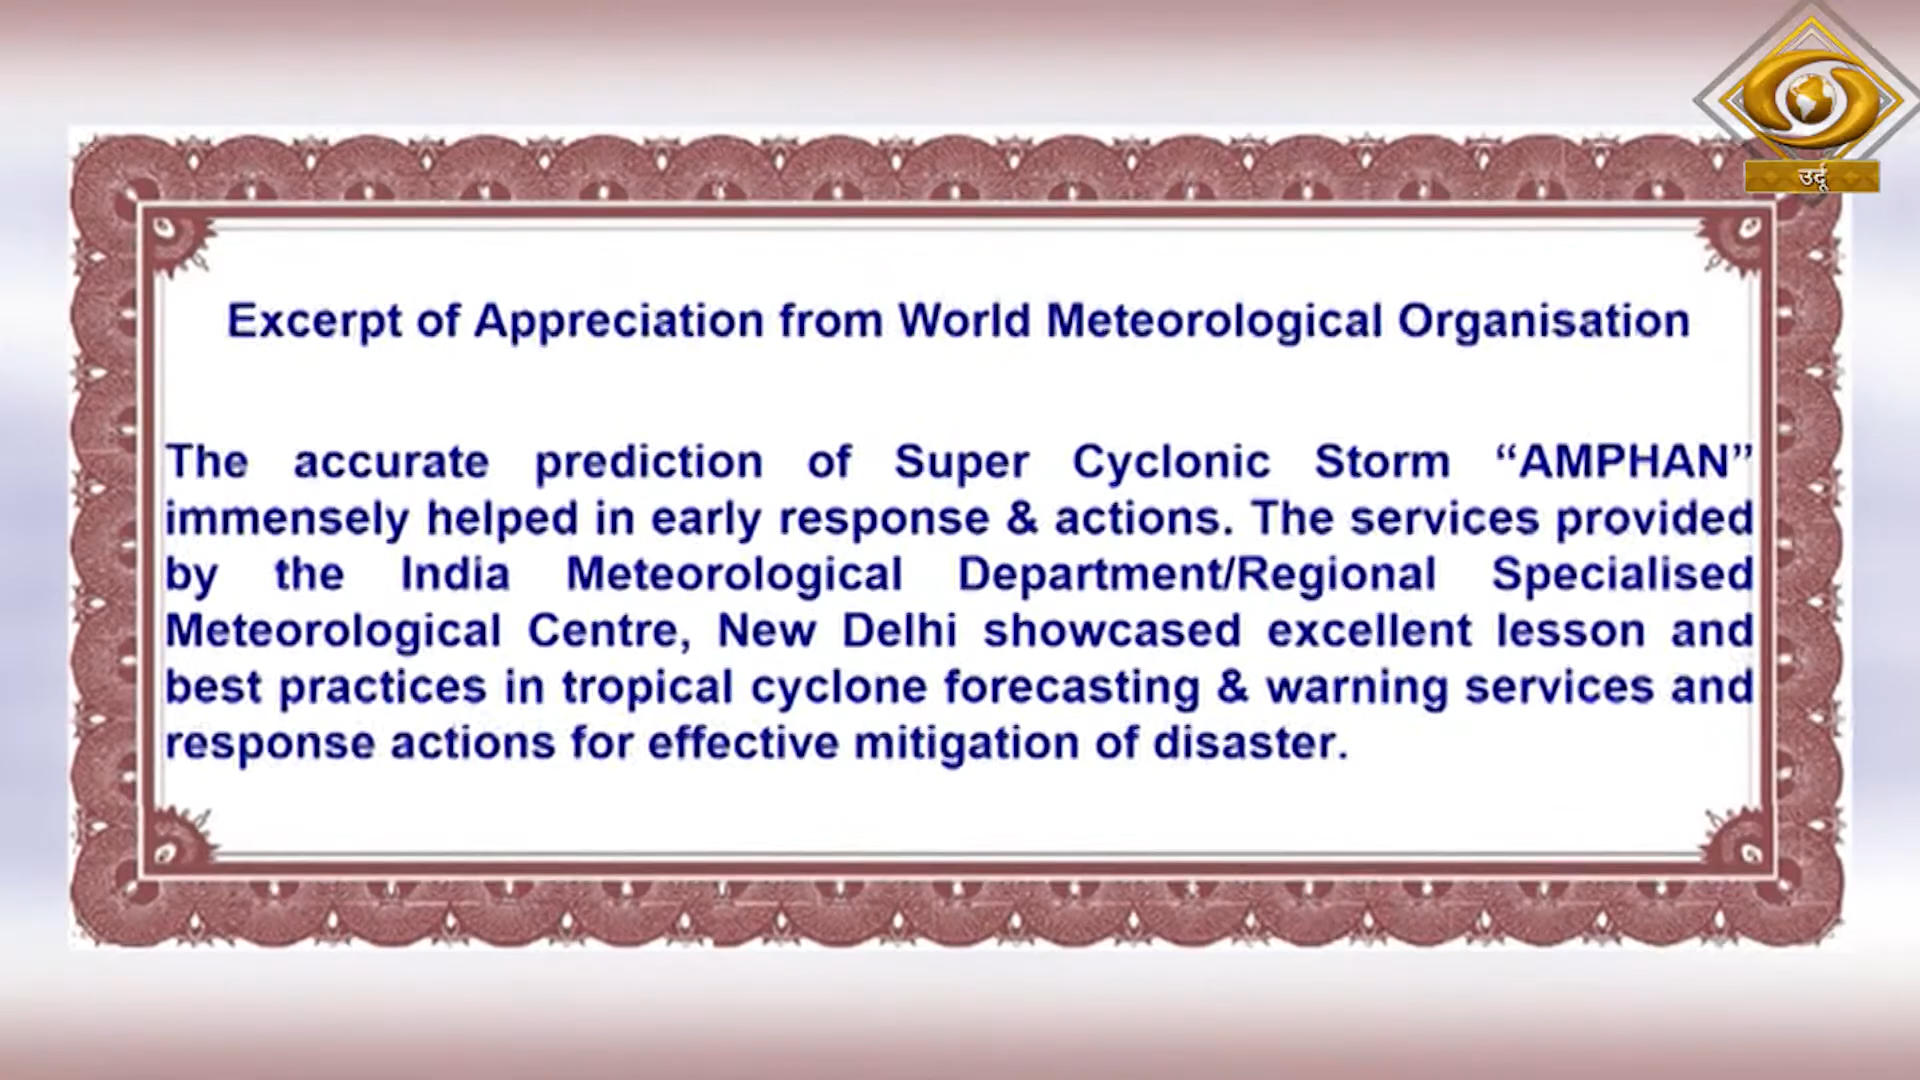 उर्दू
Excerpt of Appreciation from World Meteorological Organisation
The accurate prediction of Super Cyclonic Storm “AMPHAN”
immensely helped in early response & actions. The services provided
by the India Meteorological Department/Regional Specialised
Meteorological Centre, New Delhi showcased excellent lesson and
best practices in tropical cyclone forecasting & warning services and
response actions for effective mitigation of disaster.